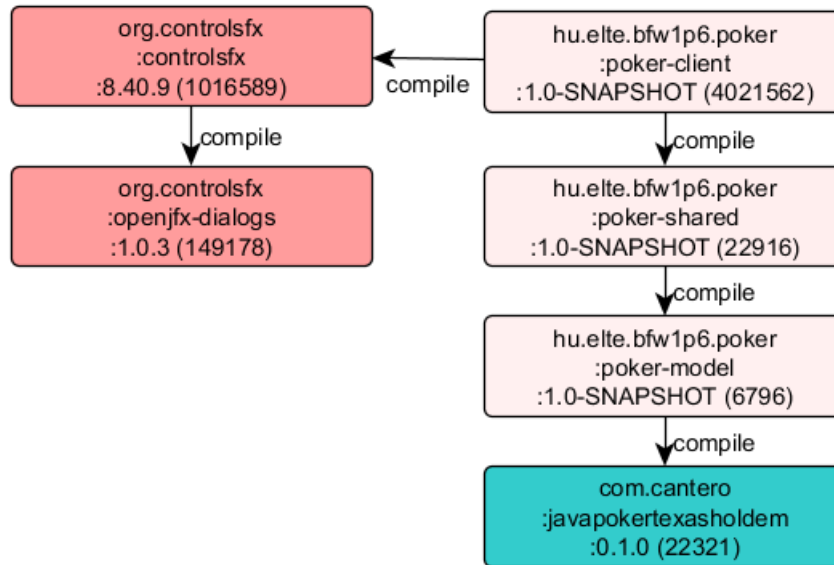 org.controlsfx
:controlsfx
:8.40.9 (1016589)
compile
hu.elte.bfw1p6.poker
:poker-client
:1.0-SNAPSHOT (4021562)
compile
compile
org.controlsfx
:openjfx-dialogs
:1.0.3 (149178)
hu.elte.bfw1p6.poker
:poker-shared
:1.0-SNAPSHOT (22916)
compile
hu.elte.bfw1p6.poker
:poker-model
:1.0-SNAPSHOT (6796)
compile
com.cantero
:javapokertexasholdem
:0.1.0 (22321)